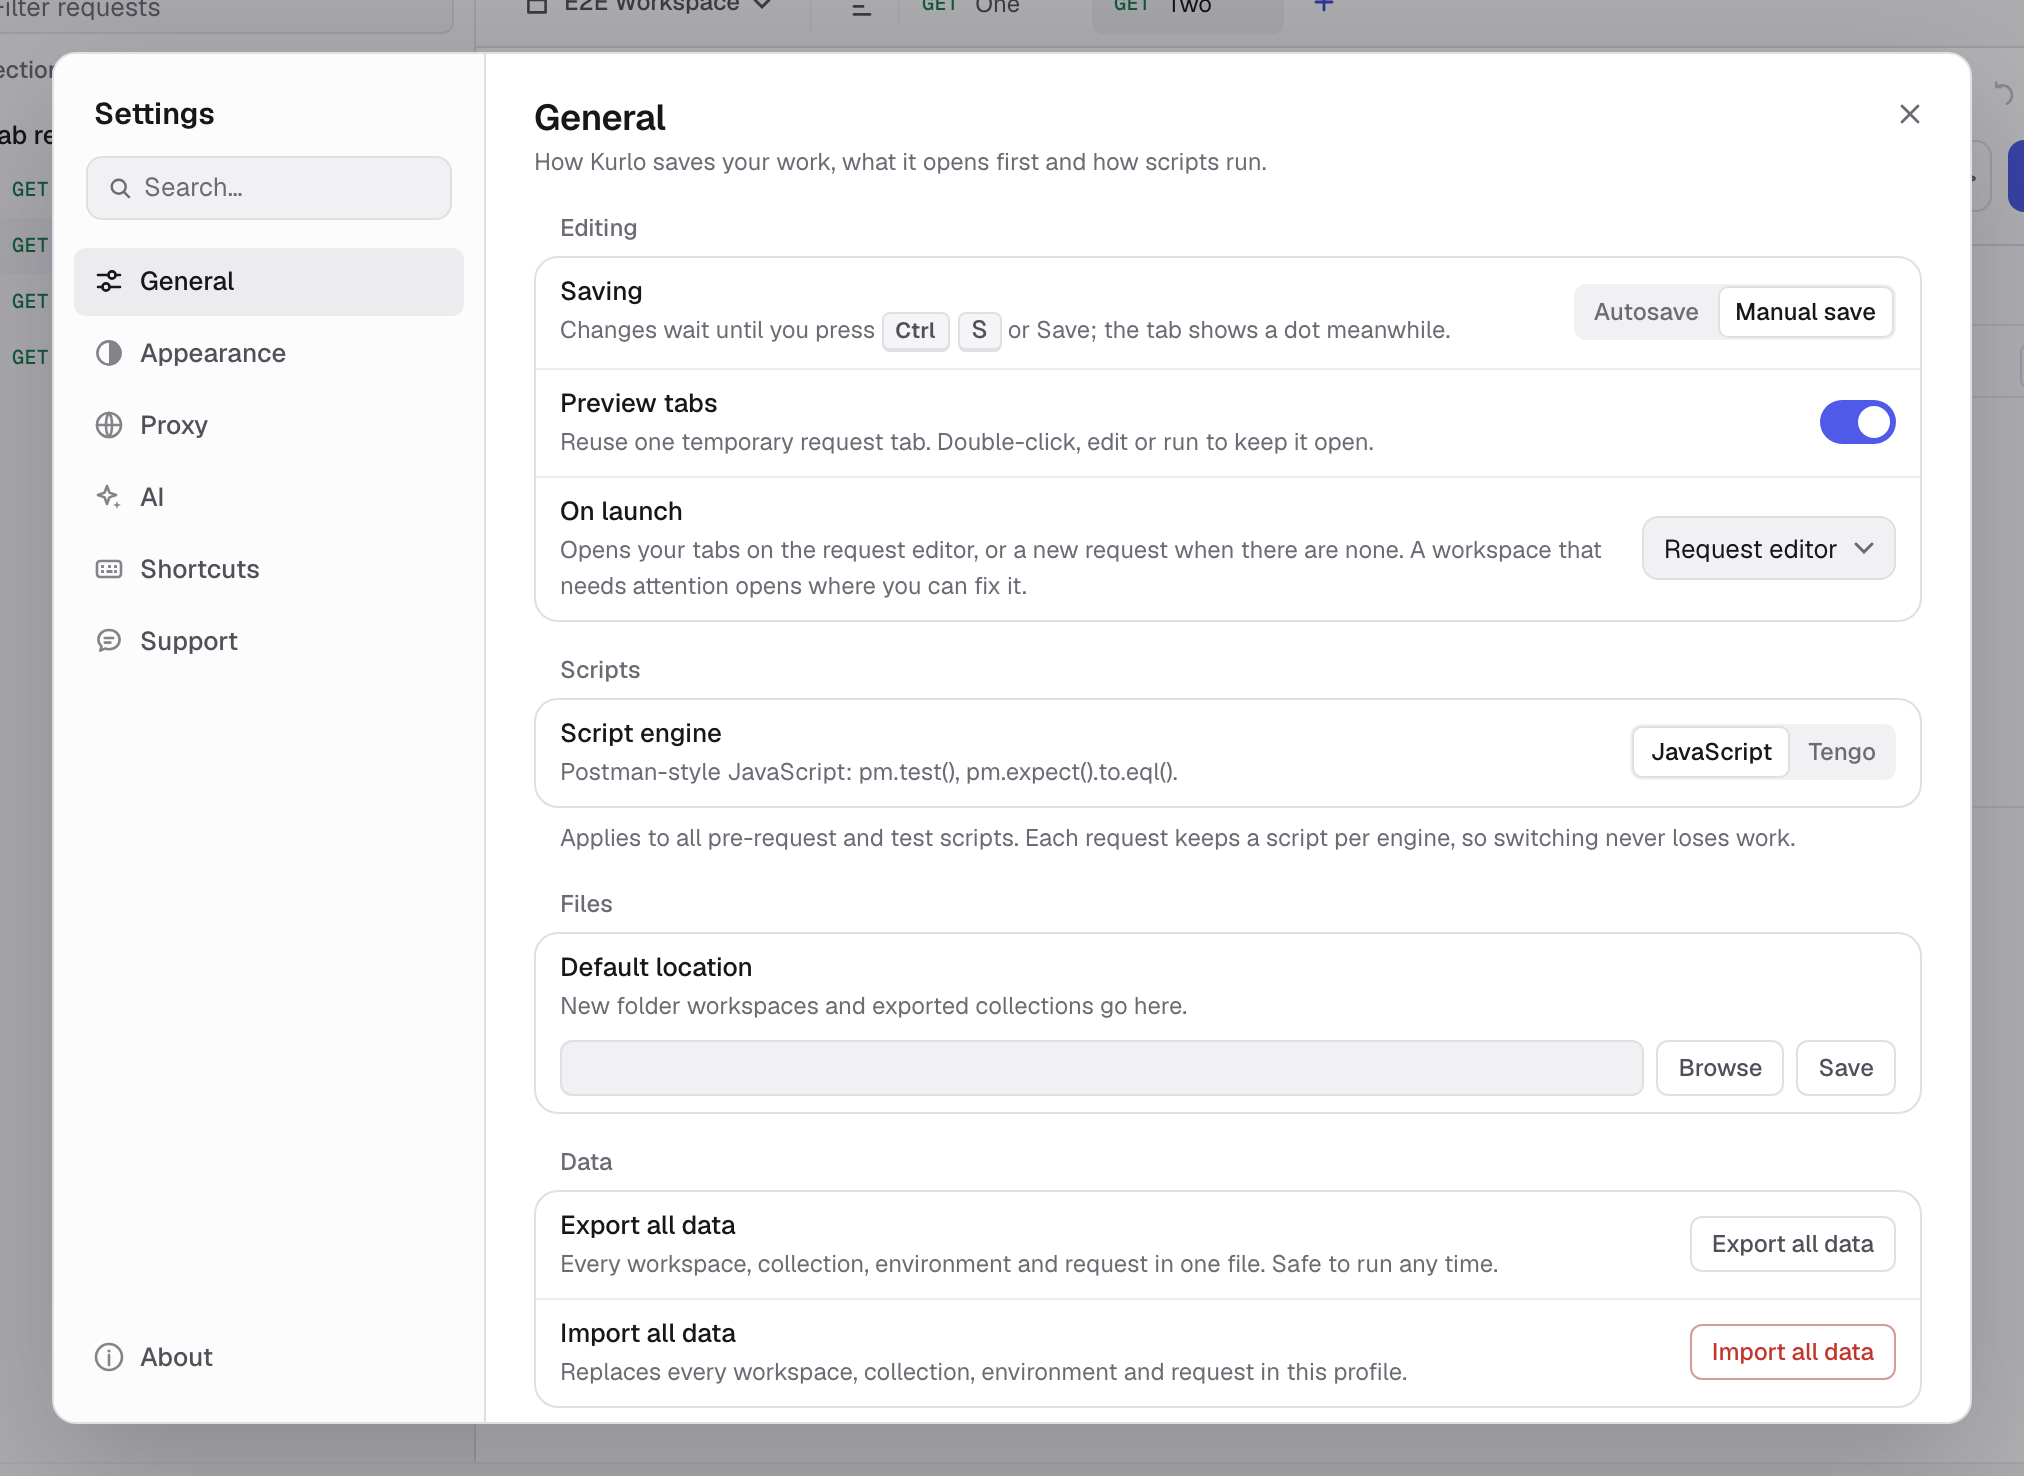 Filter requests
E2E Workspace
GET One
GET Two
GET
GET
GET
GET
Settings
Search...
General
Appearance
Proxy
AI
Shortcuts
Support
About
General
How Kurlo saves your work, what it opens first and how scripts run.
Editing
Saving
Changes wait until you press Ctrl S or Save; the tab shows a dot meanwhile.
Autosave Manual save
Preview tabs
Reuse one temporary request tab. Double-click, edit or run to keep it open.
On launch
Opens your tabs on the request editor, or a new request when there are none. A workspace that
needs attention opens where you can fix it.
Request editor
Scripts
Script engine
Postman-style JavaScript: pm.test(), pm.expect().to.eql().
JavaScript Tengo
Applies to all pre-request and test scripts. Each request keeps a script per engine, so switching never loses work.
Files
Default location
New folder workspaces and exported collections go here.
Browse Save
Data
Export all data
Every workspace, collection, environment and request in one file. Safe to run any time.
Export all data
Import all data
Replaces every workspace, collection, environment and request in this profile.
Import all data